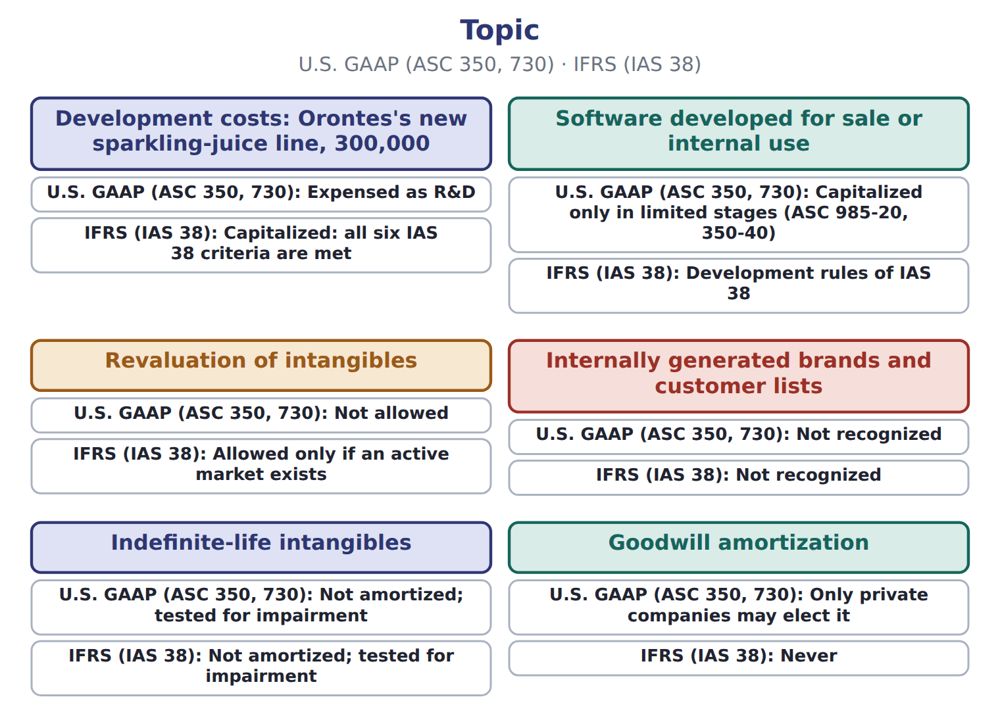 Topic
U.S. GAAP (ASC 350, 730) · IFRS (IAS 38)
Development costs: Orontes's new
sparkling-juice line, 300,000
U.S. GAAP (ASC 350, 730): Expensed as R&D
IFRS (IAS 38): Capitalized: all six IAS
38 criteria are met
Software developed for sale or
internal use
U.S. GAAP (ASC 350, 730): Capitalized
only in limited stages (ASC 985-20,
350-40)
IFRS (IAS 38): Development rules of IAS
38
Revaluation of intangibles
U.S. GAAP (ASC 350, 730): Not allowed
IFRS (IAS 38): Allowed only if an active
market exists
Internally generated brands and
customer lists
U.S. GAAP (ASC 350, 730): Not recognized
IFRS (IAS 38): Not recognized
Indefinite-life intangibles
U.S. GAAP (ASC 350, 730): Not amortized;
tested for impairment
IFRS (IAS 38): Not amortized; tested for
impairment
Goodwill amortization
U.S. GAAP (ASC 350, 730): Only private
companies may elect it
IFRS (IAS 38): Never